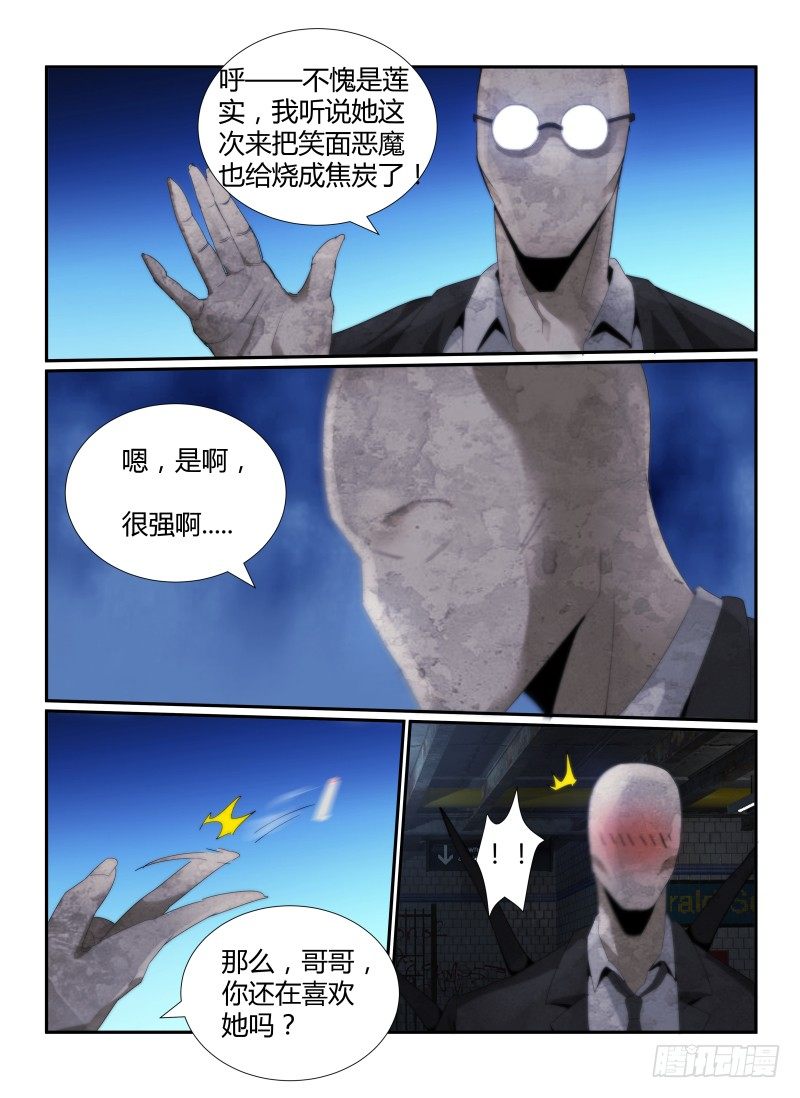 呼——不愧是莲
实，我听说她这
次来把笑面恶魔
也给烧成焦炭了！
嗯，是啊，
很强啊.....
！！
那么，哥哥，
你还在喜欢
她吗？
腾讯动漫